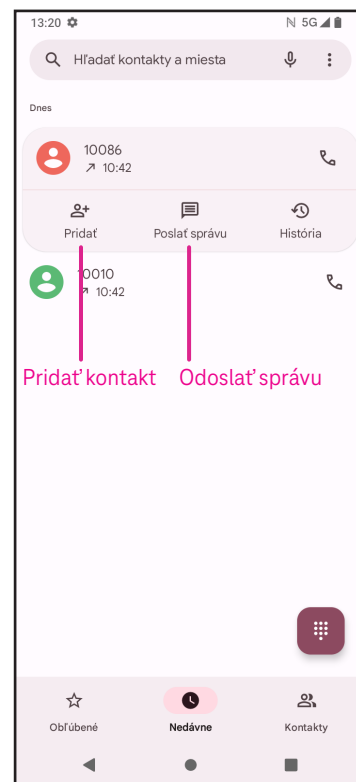 13:20 5G
Hľadať kontakty a miesta
Dnes
10086
10:42
Pridať Poslať správu História
10010
10:42
Pridať kontakt Odoslať správu
Obľúbené Nedávne Kontakty